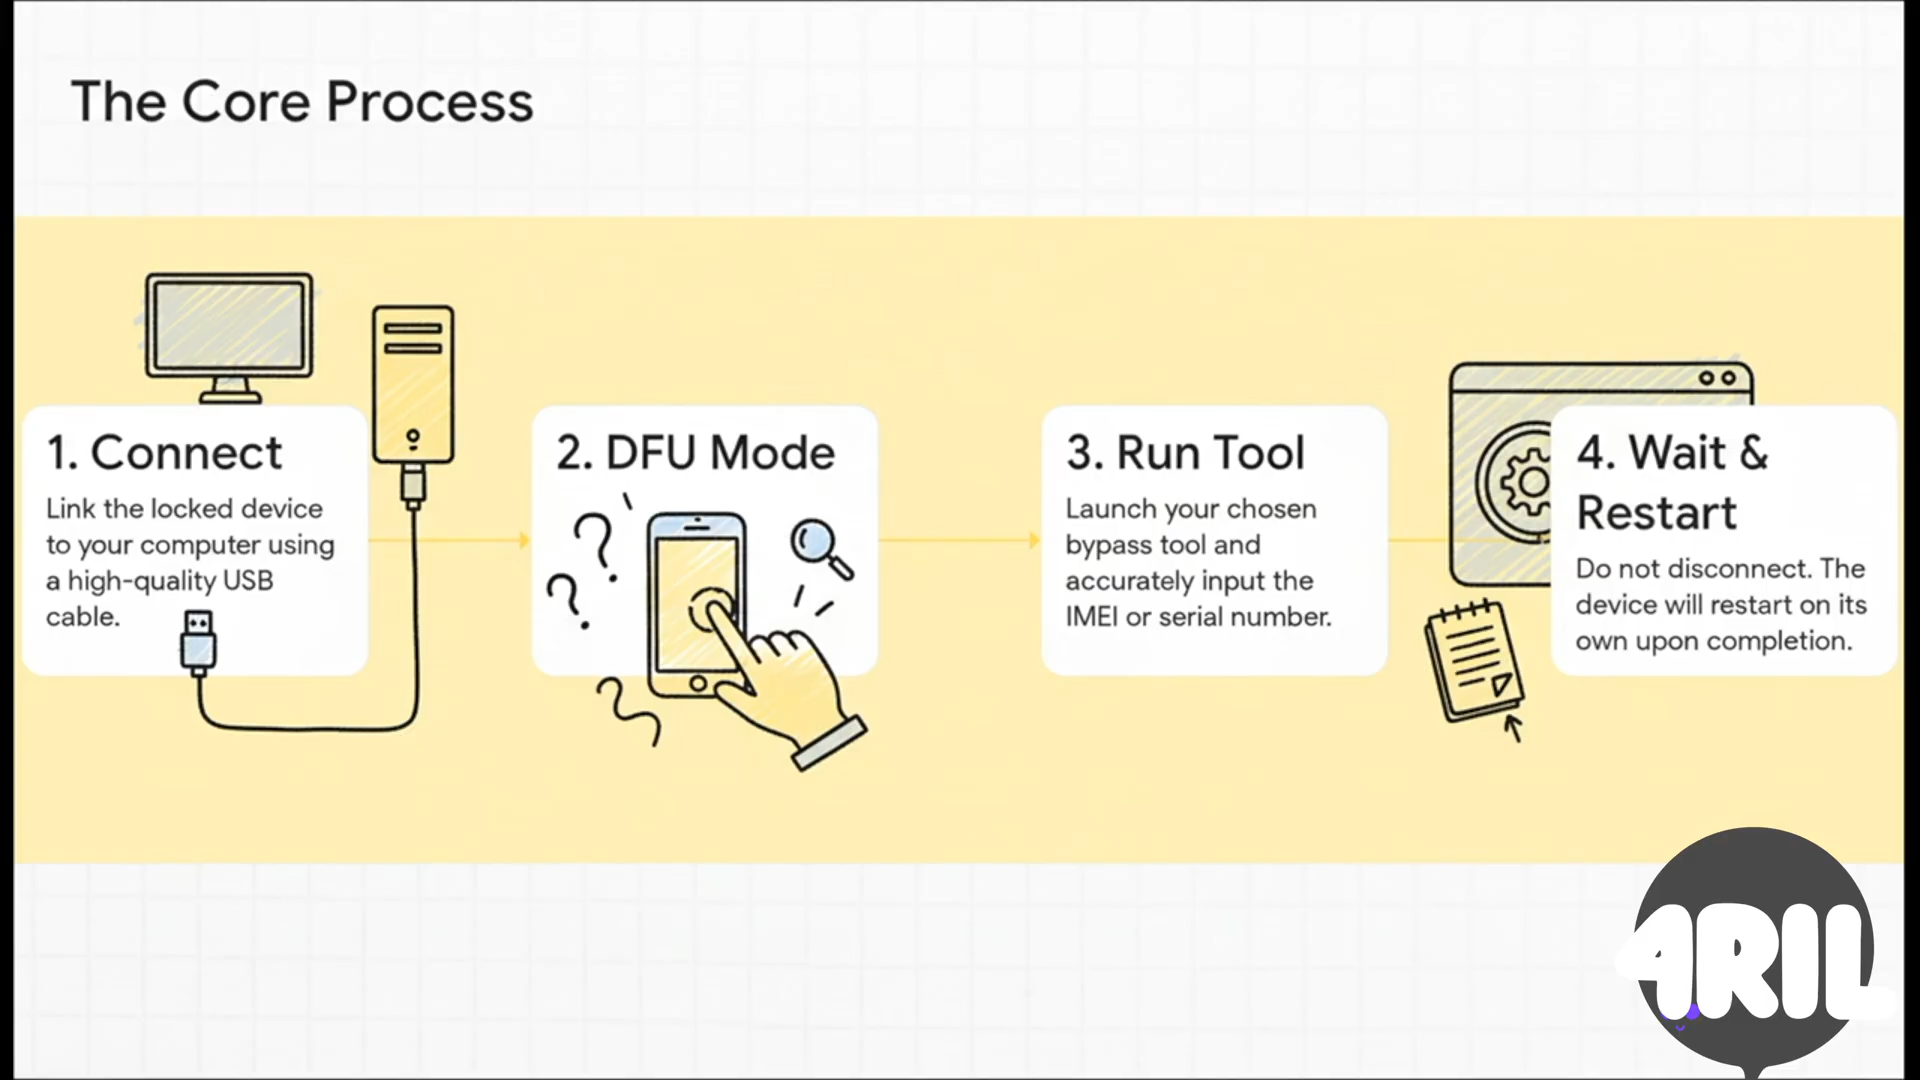 The Core Process
1. Connect
Link the locked device
to your computer using
a high-quality USB
cable.
2. DFU Mode
3. Run Tool
Launch your chosen
bypass tool and
accurately input the
IMEI or serial number.
4. Wait &
Restart
Do not disconnect. The
device will restart on its
own upon completion.
ARIL